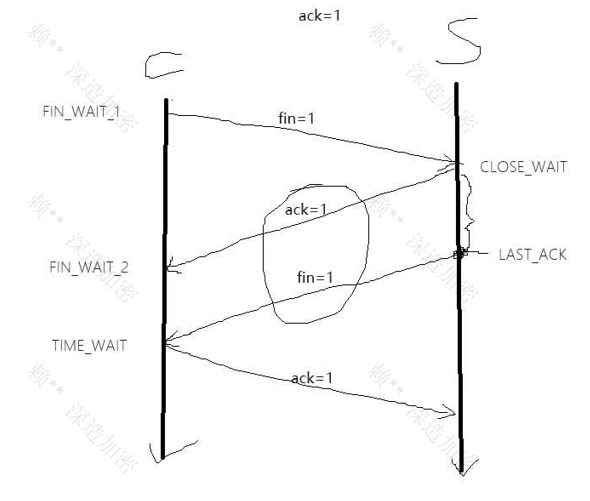 ack=1
C
S
FIN_WAIT_1
fin=1
CLOSE_WAIT
ack=1
LAST_ACK
FIN_WAIT_2
fin=1
TIME_WAIT
ack=1
赖** 深造加密
赖** 深造加密
赖** 深造加密
赖** 深造加密
赖** 深造加密
赖** 深造加密